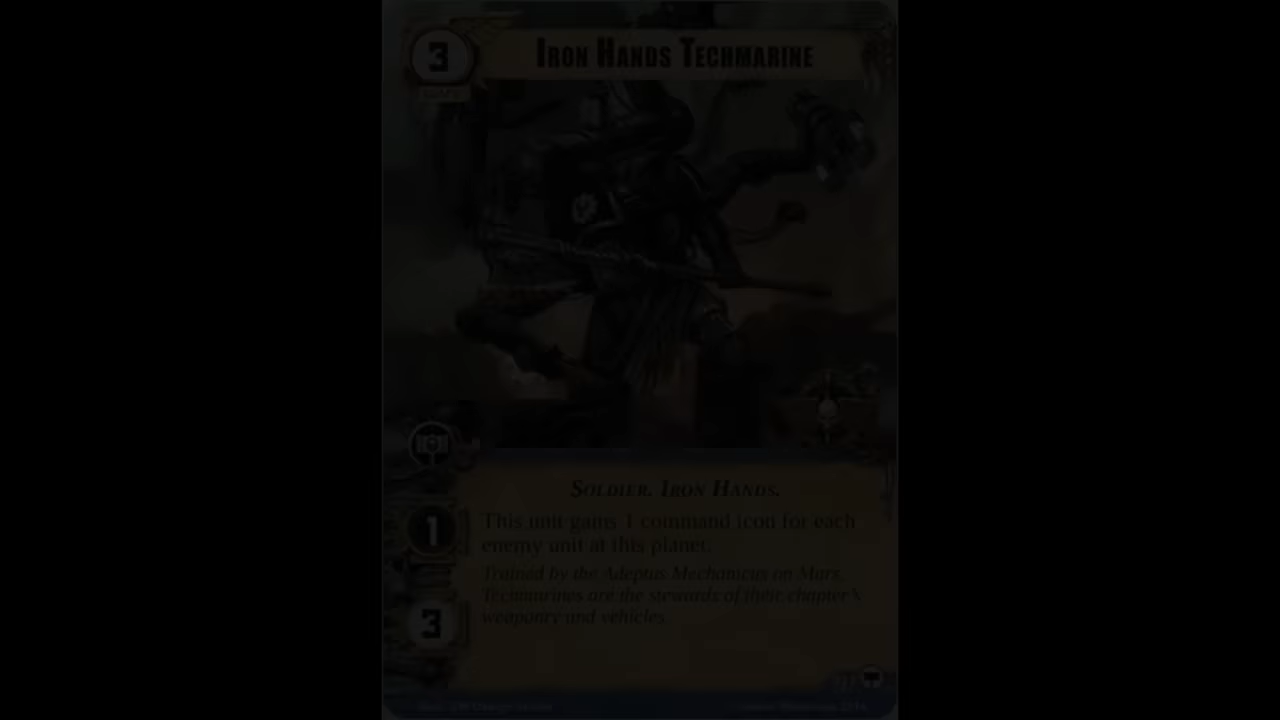 3
IRON HANDS TECHMARINE
SOLDIER. IRON HANDS.
1
This unit gains 1 command icon for each
enemy unit at this planet.
Trained by the Adeptus Mechanicus on Mars,
Techmarines are the stewards of their chapter's
3
weaponry and vehicles.